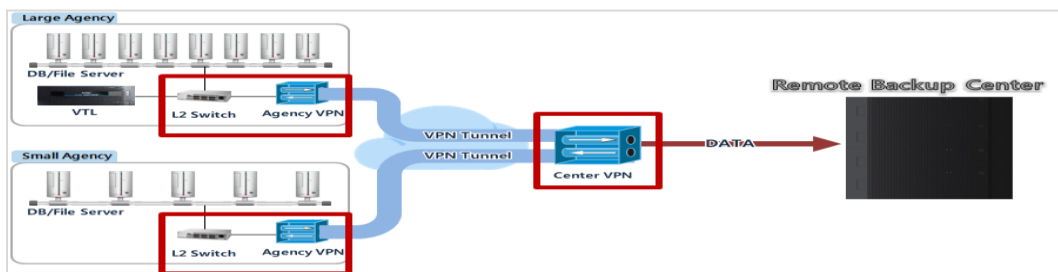 Large Agency
DB/File Server
VTL
L2 Switch
Agency VPN
VPN Tunnel
VPN Tunnel
Center VPN
DATA
Remote Backup Center
Small Agency
DB/File Server
L2 Switch
Agency VPN